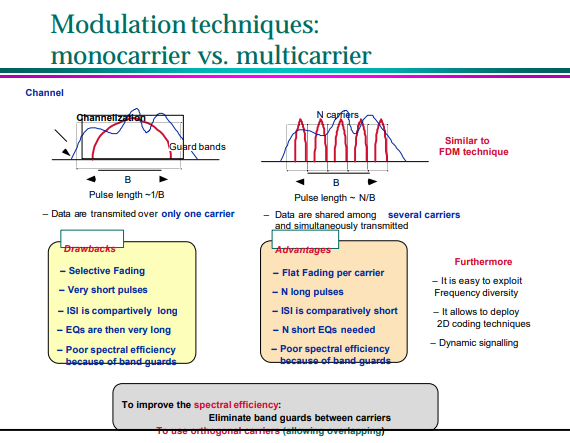 Modulation techniques:
monocarrier vs. multicarrier
Channel
Channelization
Guard bands
B
Pulse length ~1/B
– Data are transmited over only one carrier
Drawbacks
– Selective Fading
– Very short pulses
– ISI is compartively long
– EQs are then very long
– Poor spectral efficiency
because of band guards
N carriers
B
Pulse length ~ N/B
– Data are shared among several carriers
and simultaneously transmitted
Similar to
FDM technique
Advantages
– Flat Fading per carrier
– N long pulses
– ISI is comparatively short
– N short EQs needed
– Poor spectral efficiency
because of band guards
Furthermore
– It is easy to exploit
Frequency diversity
– It allows to deploy
2D coding techniques
– Dynamic signalling
To improve the spectral efficiency:
Eliminate band guards between carriers
To use orthogonal carriers (allowing overlapping)